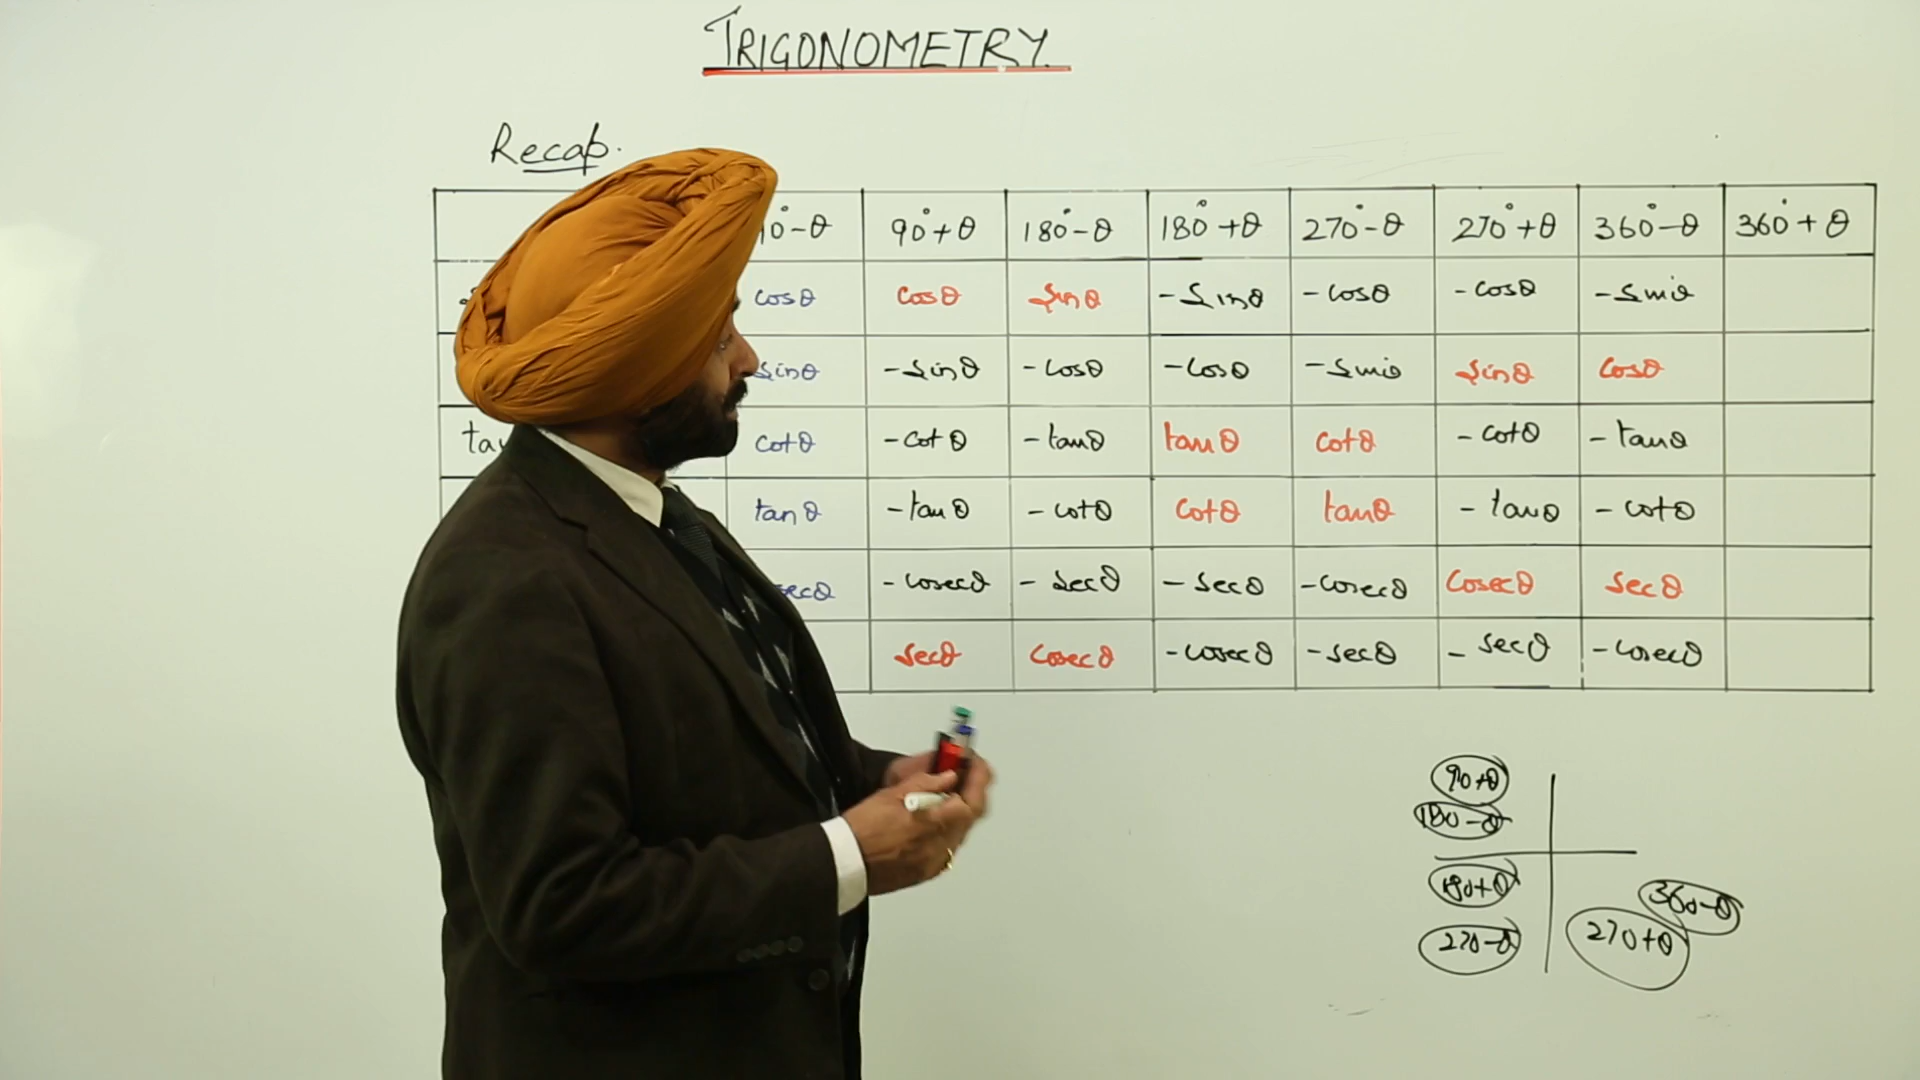 TRIGONOMETRY
Recap.
90°+θ 180°-θ 180°+θ 270°-θ 270°+θ 360°-θ 360°+θ
cosθ cosθ sinθ -sinθ -cosθ -cosθ -sinθ
sinθ -sinθ -cosθ -cosθ -sinθ sinθ cosθ
cotθ -cotθ -tanθ tanθ cotθ -cotθ -tanθ
tanθ -tanθ -cotθ cotθ tanθ -tanθ -cotθ
-cosecθ -secθ -secθ -cosecθ cosecθ secθ
secθ cosecθ -cosecθ -secθ -secθ -cosecθ
90+θ
180-θ
180+θ
360-θ
270-θ 270+θ